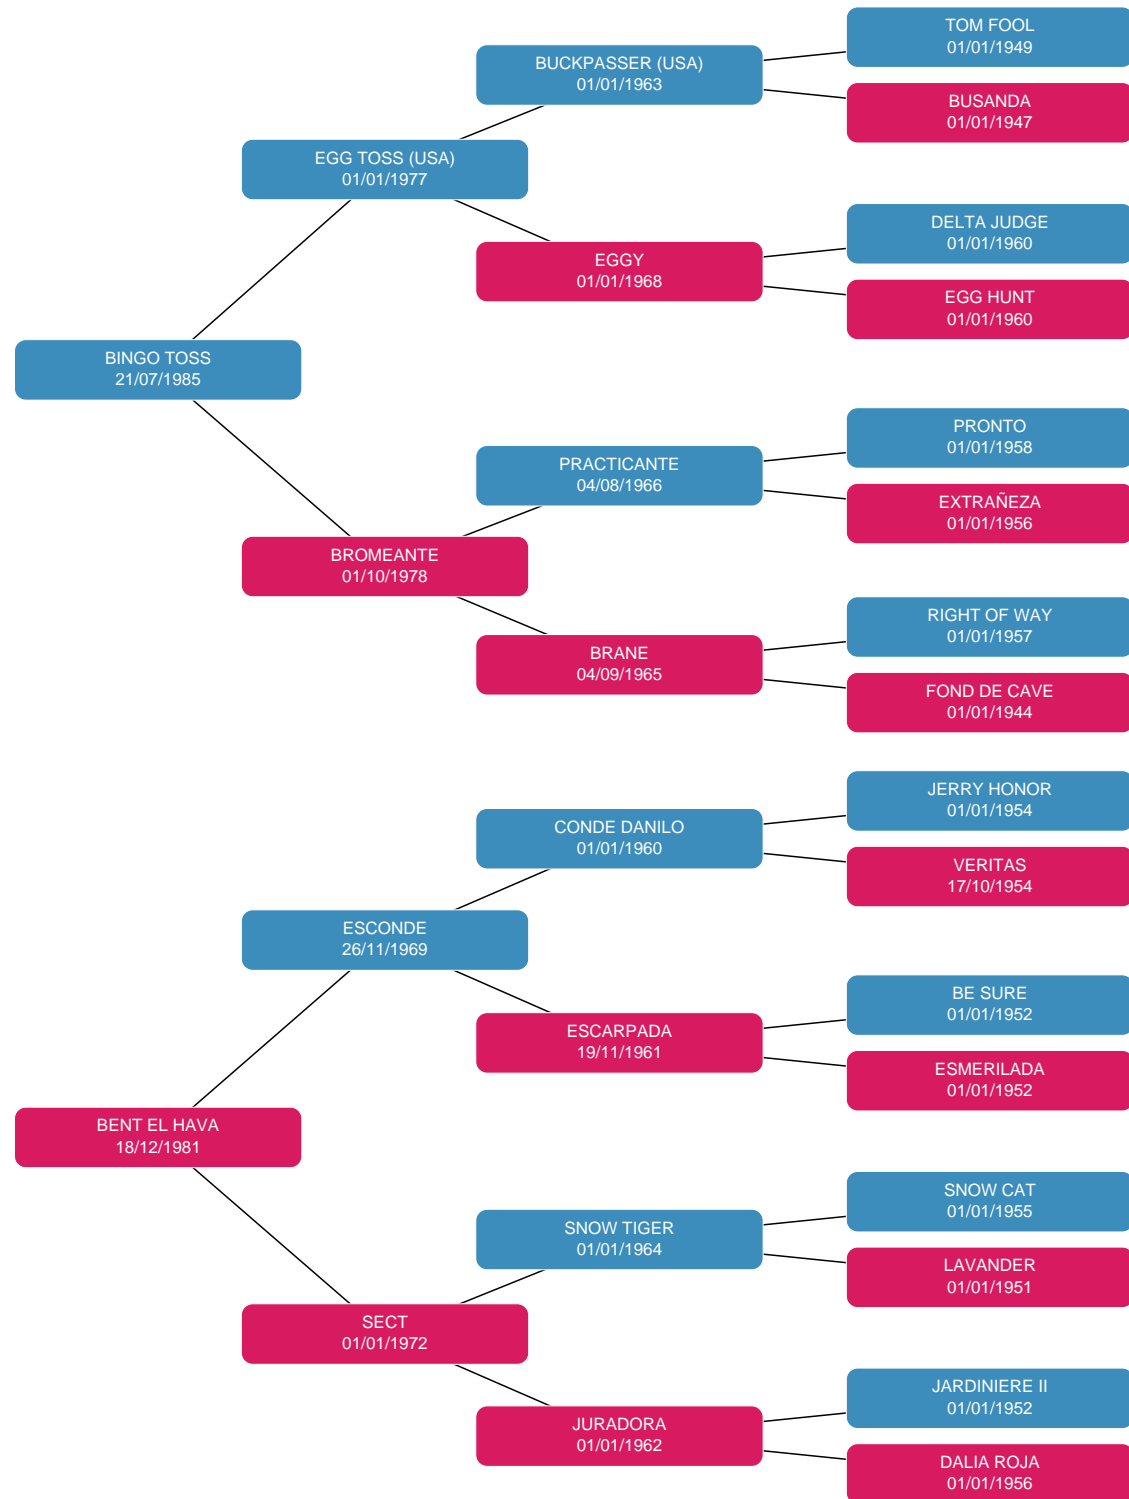 TOM FOOL
01/01/1949
BUCKPASSER (USA)
01/01/1963
BUSANDA
01/01/1947
EGG TOSS (USA)
01/01/1977
DELTA JUDGE
01/01/1960
EGGY
01/01/1968
EGG HUNT
01/01/1960
BINGO TOSS
21/07/1985
PRONTO
01/01/1958
PRACTICANTE
04/08/1966
EXTRAÑEZA
01/01/1956
BROMEANTE
01/10/1978
RIGHT OF WAY
01/01/1957
BRANE
04/09/1965
FOND DE CAVE
01/01/1944
JERRY HONOR
01/01/1954
CONDE DANILO
01/01/1960
VERITAS
17/10/1954
ESCONDE
26/11/1969
BE SURE
01/01/1952
ESCARPADA
19/11/1961
ESMERILADA
01/01/1952
BENT EL HAVA
18/12/1981
SNOW CAT
01/01/1955
SNOW TIGER
01/01/1964
LAVANDER
01/01/1951
SECT
01/01/1972
JARDINIERE II
01/01/1952
JURADORA
01/01/1962
DALIA ROJA
01/01/1956